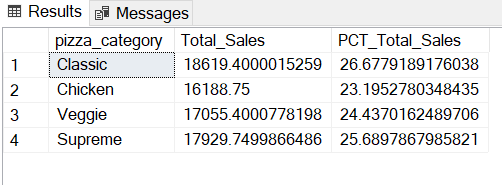 Results Messages
pizza_category Total_Sales PCT_Total_Sales
1 Classic 18619.4000015259 26.6779189176038
2 Chicken 16188.75 23.1952780348435
3 Veggie 17055.4000778198 24.4370162489706
4 Supreme 17929.7499866486 25.6897867985821